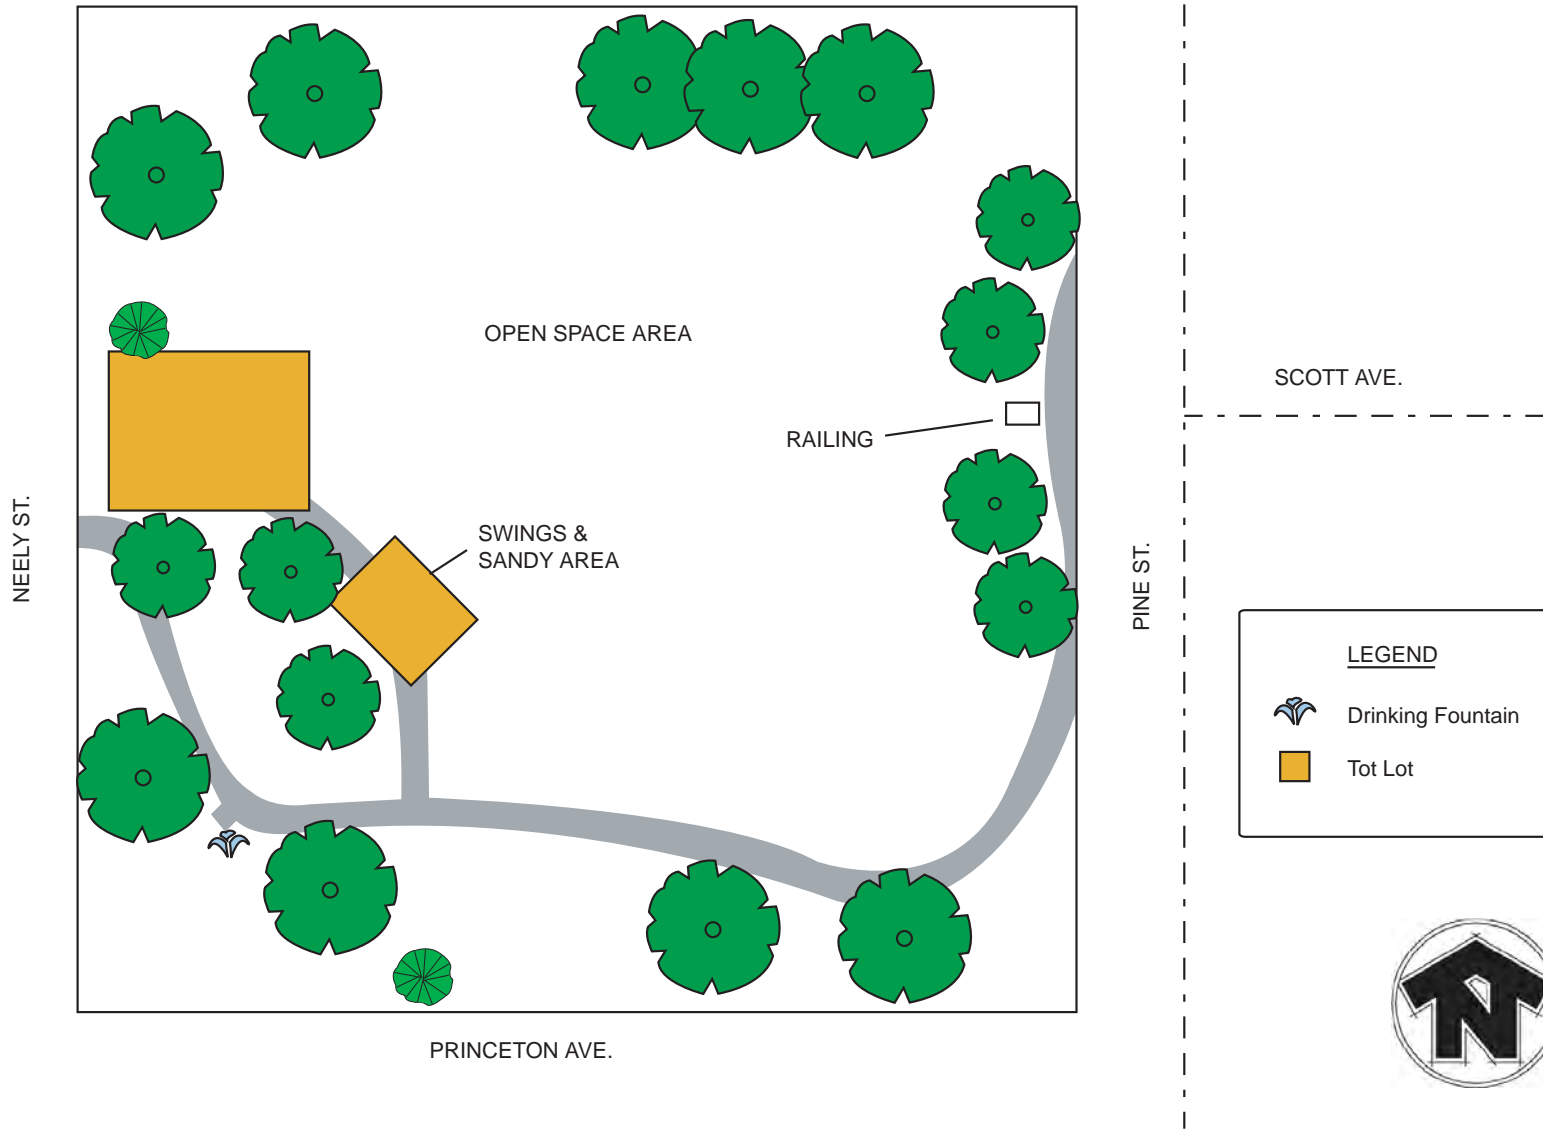 OPEN SPACE AREA
SCOTT AVE.
RAILING
NEELY ST.
SWINGS &
SANDY AREA
PINE ST.
LEGEND
Drinking Fountain
Tot Lot
PRINCETON AVE.
N